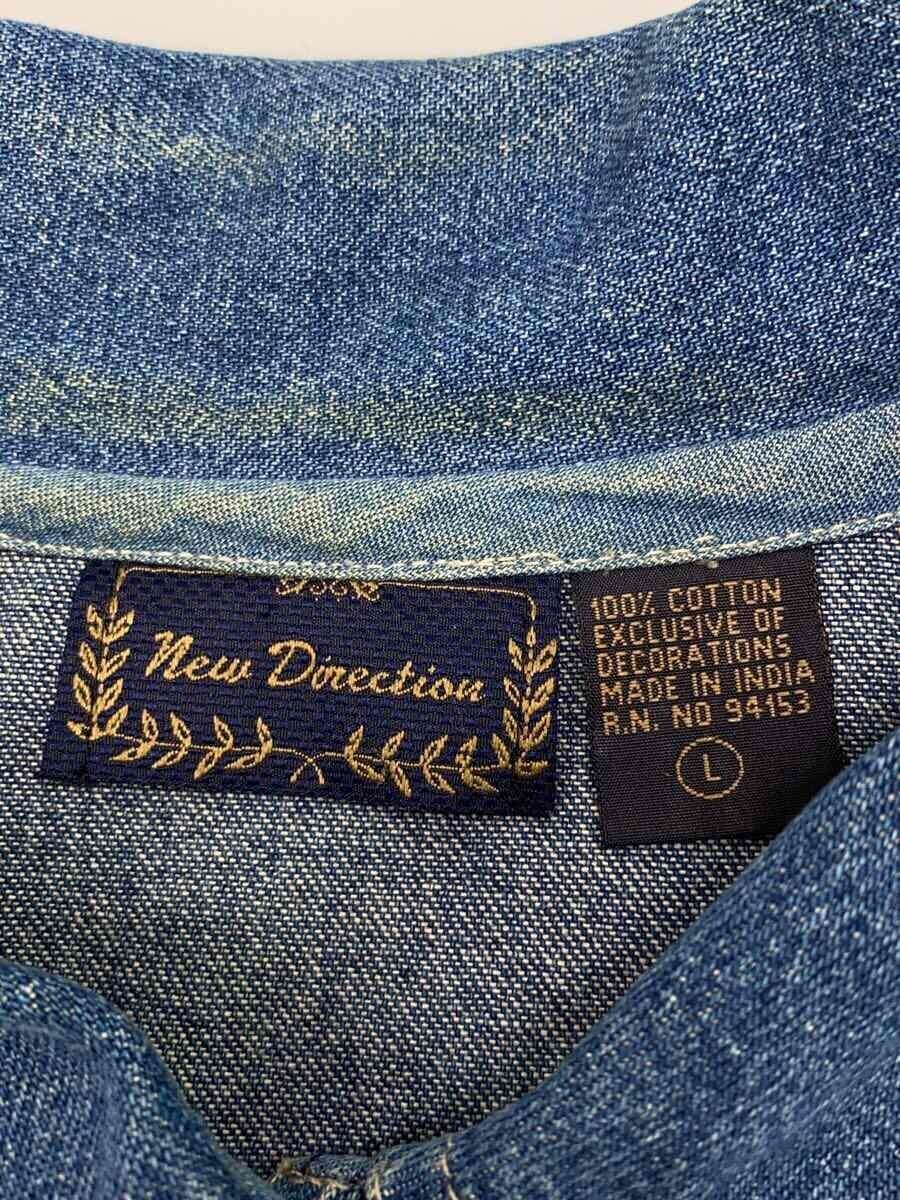 New Direction
100% COTTON
EXCLUSIVE OF
DECORATIONS
MADE IN INDIA
R.N. NO 94153
L